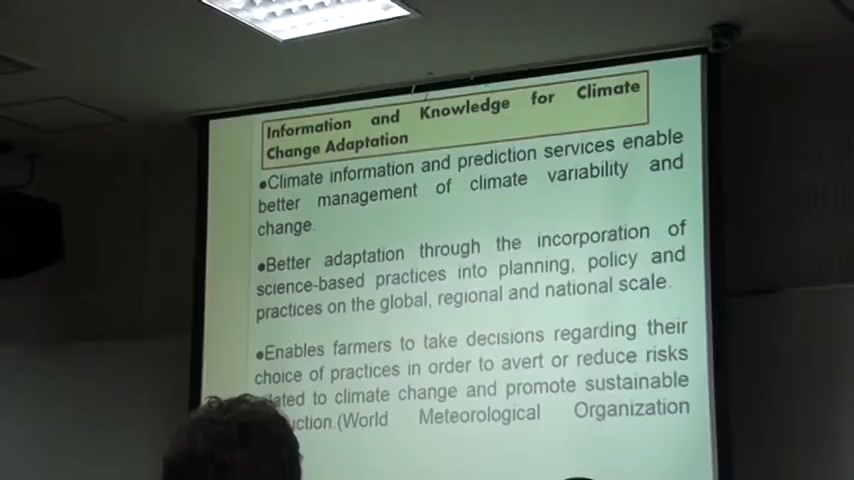 Information and Knowledge for Climate
Change Adaptation
•Climate information and prediction services enable
better management of climate variability and
change.
•Better adaptation through the incorporation of
science-based practices into planning, policy and
practices on the global, regional and national scale.
•Enables farmers to take decisions regarding their
choice of practices in order to avert or reduce risks
to climate change and promote sustainable
(World Meteorological Organization